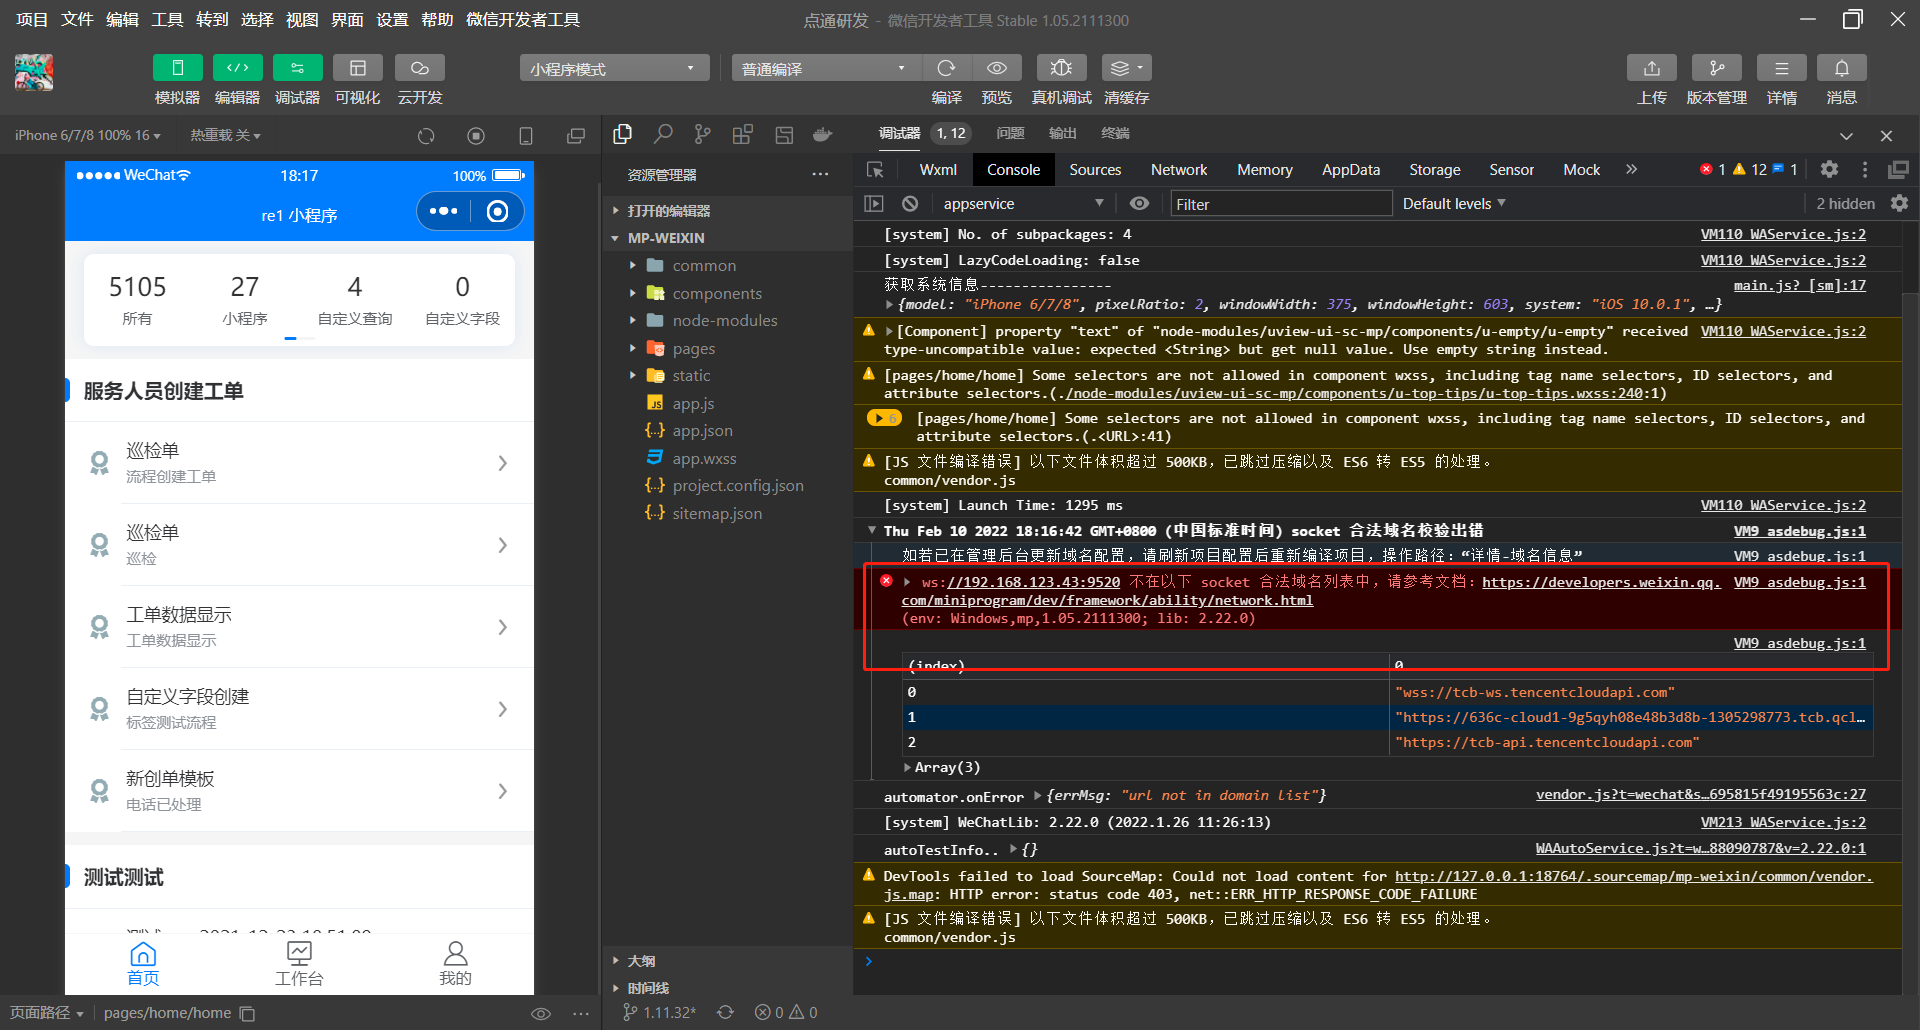 项目 文件 编辑 工具 转到 选择 视图 界面 设置 帮助 微信开发者工具
点通研发 - 微信开发者工具 Stable 1.05.2111300
小程序模式
普通编译
模拟器 编辑器 调试器 可视化 云开发
编译 预览 真机调试 清缓存
上传 版本管理 详情 消息
iPhone 6/7/8 100% 16
热重载 关
WeChat
18:17
100%
re1 小程序
5105
27
4
0
所有
小程序
自定义查询
自定义字段
服务人员创建工单
巡检单
流程创建工单
巡检单
巡检
工单数据显示
工单数据显示
自定义字段创建
标签测试流程
新创单模板
电话已处理
测试测试
首页
工作台
我的
页面路径
pages/home/home
资源管理器
打开的编辑器
MP-WEIXIN
common
components
node-modules
pages
static
app.js
app.json
app.wxss
project.config.json
sitemap.json
大纲
时间线
1.11.32*
0
0
调试器 1, 12 问题 输出 终端
Wxml Console Sources Network Memory AppData Storage Sensor Mock
1 12 1
appservice
Filter
Default levels
2 hidden
[system] No. of subpackages: 4 VM110 WAService.js:2
[system] LazyCodeLoading: false VM110 WAService.js:2
获取系统信息---------------- main.js? [sm]:17
{model: "iPhone 6/7/8", pixelRatio: 2, windowWidth: 375, windowHeight: 603, system: "iOS 10.0.1", …}
[Component] property "text" of "node-modules/uview-ui-sc-mp/components/u-empty/u-empty" received VM110 WAService.js:2
type-uncompatible value: expected <String> but get null value. Use empty string instead.
[pages/home/home] Some selectors are not allowed in component wxss, including tag name selectors, ID selectors, and
attribute selectors.(./node-modules/uview-ui-sc-mp/components/u-top-tips/u-top-tips.wxss:240:1)
6 [pages/home/home] Some selectors are not allowed in component wxss, including tag name selectors, ID selectors, and
attribute selectors.(.<URL>:41)
[JS 文件编译错误] 以下文件体积超过 500KB，已跳过压缩以及 ES6 转 ES5 的处理。
common/vendor.js
[system] Launch Time: 1295 ms VM110 WAService.js:2
Thu Feb 10 2022 18:16:42 GMT+0800 (中国标准时间) socket 合法域名校验出错 VM9 asdebug.js:1
如若已在管理后台更新域名配置，请刷新项目配置后重新编译项目，操作路径：“详情-域名信息” VM9 asdebug.js:1
ws://192.168.123.43:9520 不在以下 socket 合法域名列表中，请参考文档：https://developers.weixin.qq. VM9 asdebug.js:1
com/miniprogram/dev/framework/ability/network.html
(env: Windows,mp,1.05.2111300; lib: 2.22.0)
VM9 asdebug.js:1
(index) 0
0 "wss://tcb-ws.tencentcloudapi.com"
1 "https://636c-cloud1-9g5qyh08e48b3d8b-1305298773.tcb.qcl…
2 "https://tcb-api.tencentcloudapi.com"
Array(3)
automator.onError {errMsg: "url not in domain list"} vendor.js?t=wechat&s…695815f49195563c:27
[system] WeChatLib: 2.22.0 (2022.1.26 11:26:13) VM213 WAService.js:2
autoTestInfo.. {} WAAutoService.js?t=w…88090787&v=2.22.0:1
DevTools failed to load SourceMap: Could not load content for http://127.0.0.1:18764/.sourcemap/mp-weixin/common/vendor.
js.map: HTTP error: status code 403, net::ERR_HTTP_RESPONSE_CODE_FAILURE
[JS 文件编译错误] 以下文件体积超过 500KB，已跳过压缩以及 ES6 转 ES5 的处理。
common/vendor.js